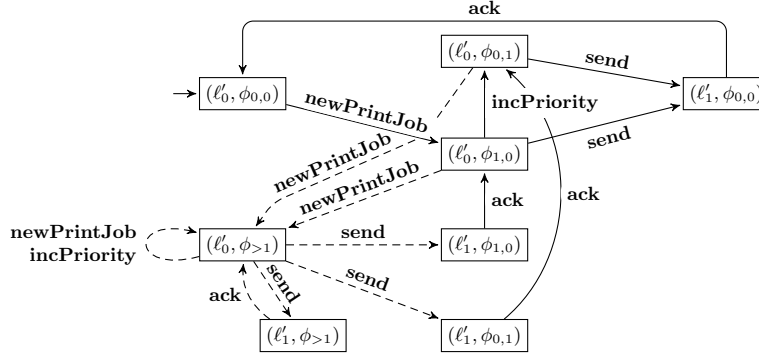 ack
(ℓ′₀, ϕ₀,₁)
send
(ℓ′₀, ϕ₀,₀)
(ℓ′₁, ϕ₀,₀)
newPrintJob
incPriority
send
(ℓ′₀, ϕ₁,₀)
newPrintJob
newPrintJob
ack
ack
newPrintJob
incPriority
(ℓ′₀, ϕ>₁)
send
(ℓ′₁, ϕ₁,₀)
send
send
ack
(ℓ′₁, ϕ>₁)
(ℓ′₁, ϕ₀,₁)